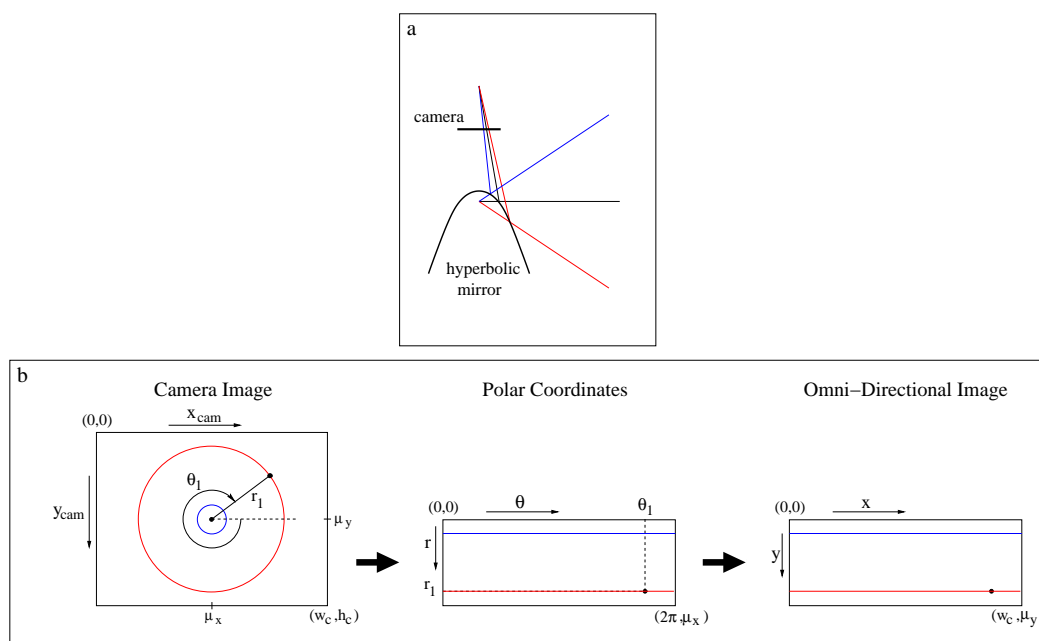 a
camera
hyperbolic
mirror
b
Camera Image
Polar Coordinates
Omni−Directional Image
(0,0)
x_cam
y_cam
θ_1
r_1
μ_y
μ_x
(w_c ,h_c)
(0,0)
θ
θ_1
r
r_1
(2π,μ_x)
(0,0)
x
y
(w_c,μ_y